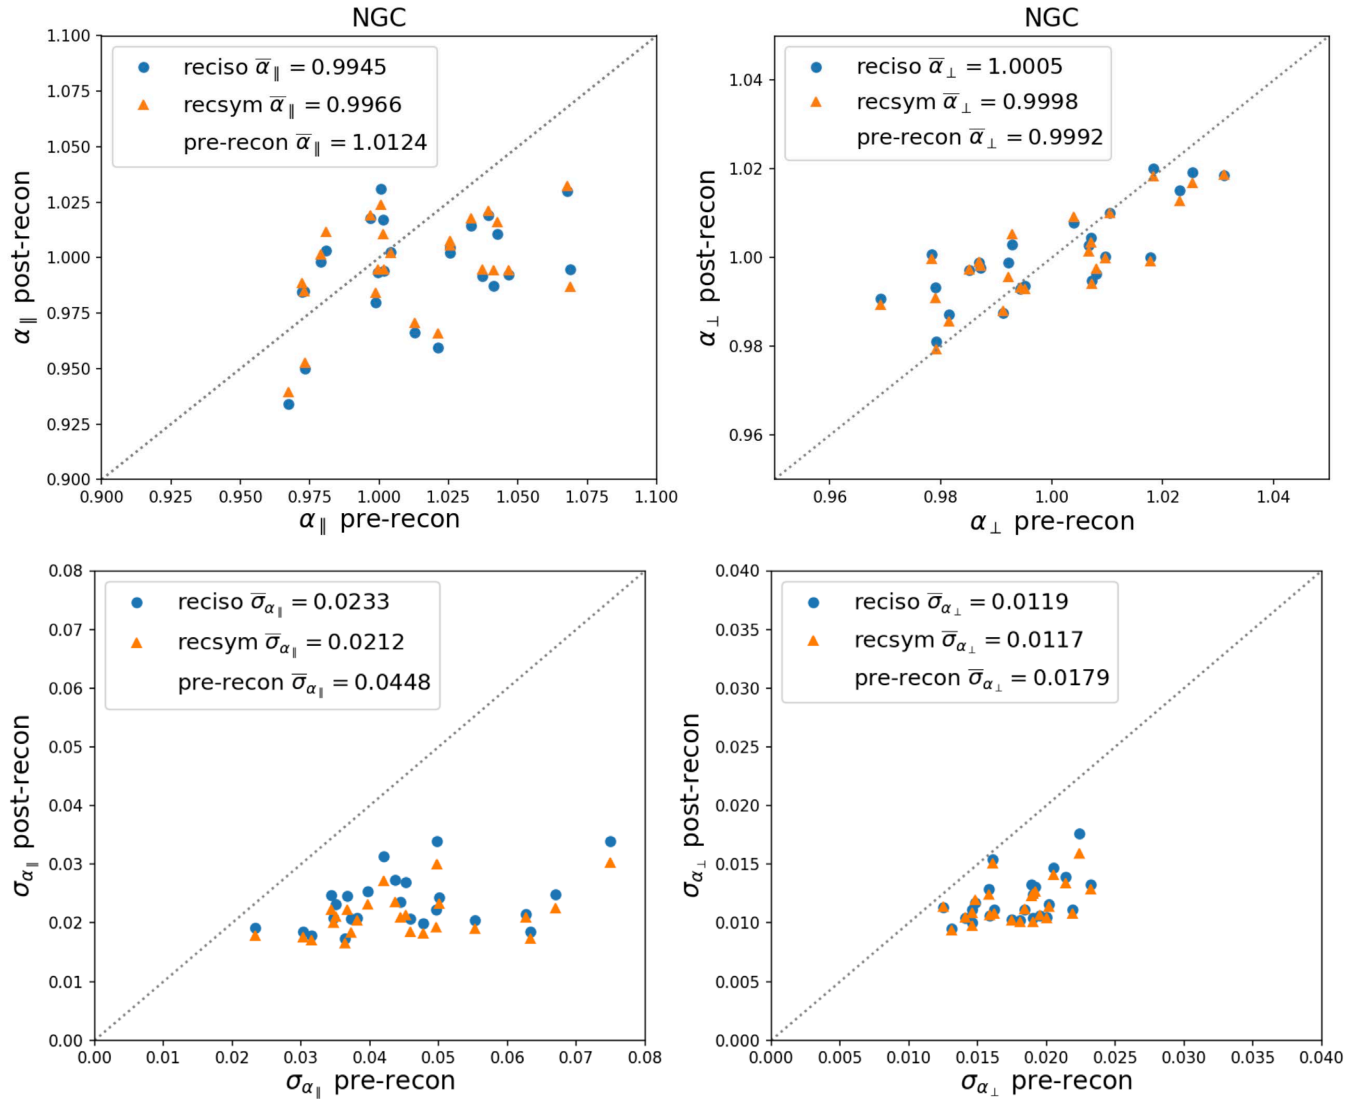 NGC
1.100
1.075
1.050
1.025
1.000
0.975
0.950
0.925
0.900
α∥ post-recon
reciso α̅∥ = 0.9945
recsym α̅∥ = 0.9966
pre-recon α̅∥ = 1.0124
0.900 0.925 0.950 0.975 1.000 1.025 1.050 1.075 1.100
α∥ pre-recon
NGC
1.04
1.02
1.00
0.98
0.96
α⊥ post-recon
reciso α̅⊥ = 1.0005
recsym α̅⊥ = 0.9998
pre-recon α̅⊥ = 0.9992
0.96 0.98 1.00 1.02 1.04
α⊥ pre-recon
0.08
0.07
0.06
0.05
0.04
0.03
0.02
0.01
0.00
σα∥ post-recon
reciso σ̅α∥ = 0.0233
recsym σ̅α∥ = 0.0212
pre-recon σ̅α∥ = 0.0448
0.00 0.01 0.02 0.03 0.04 0.05 0.06 0.07 0.08
σα∥ pre-recon
0.040
0.035
0.030
0.025
0.020
0.015
0.010
0.005
0.000
σα⊥ post-recon
reciso σ̅α⊥ = 0.0119
recsym σ̅α⊥ = 0.0117
pre-recon σ̅α⊥ = 0.0179
0.000 0.005 0.010 0.015 0.020 0.025 0.030 0.035 0.040
σα⊥ pre-recon